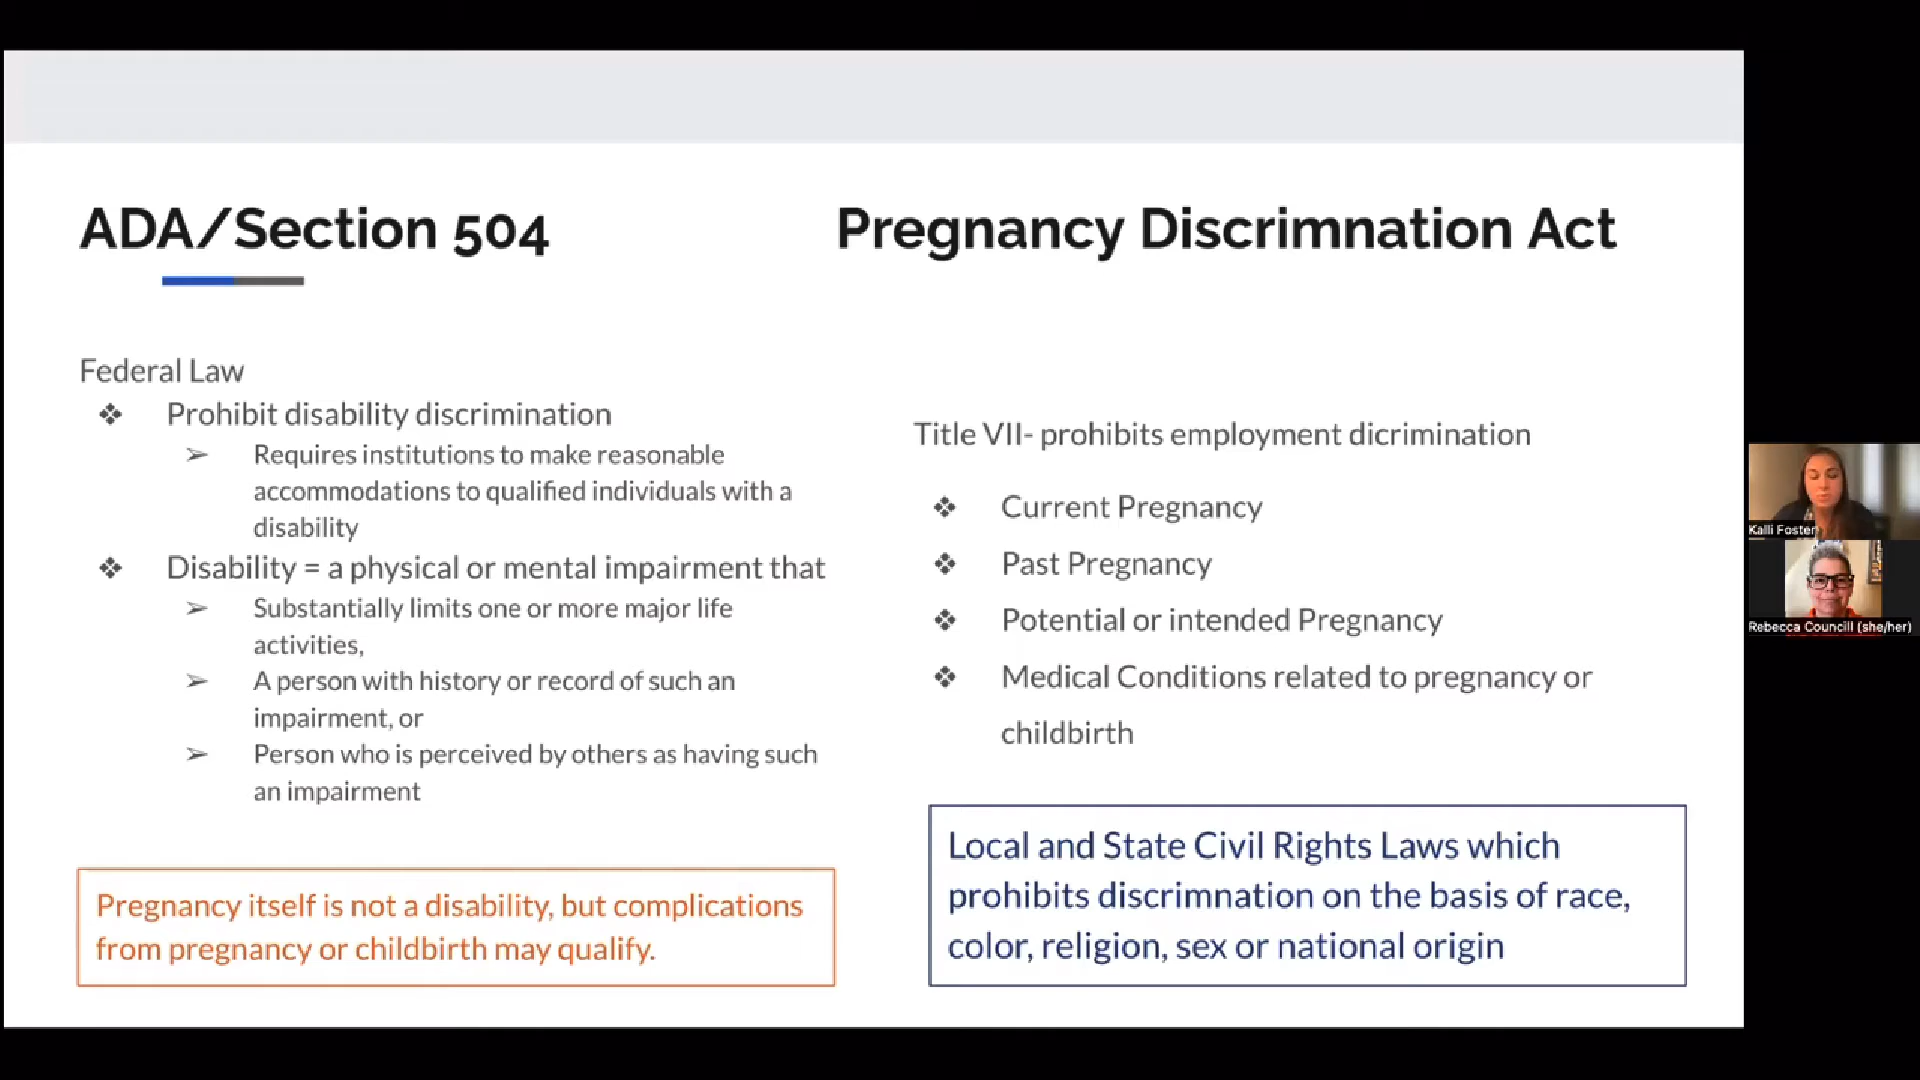 ADA/Section 504
Federal Law
❖ Prohibit disability discrimination
➢ Requires institutions to make reasonable
accommodations to qualified individuals with a
disability
❖ Disability = a physical or mental impairment that
➢ Substantially limits one or more major life
activities,
➢ A person with history or record of such an
impairment, or
➢ Person who is perceived by others as having such
an impairment
Pregnancy itself is not a disability, but complications
from pregnancy or childbirth may qualify.
Pregnancy Discrimnation Act
Title VII- prohibits employment dicrimination
❖ Current Pregnancy
❖ Past Pregnancy
❖ Potential or intended Pregnancy
❖ Medical Conditions related to pregnancy or
childbirth
Local and State Civil Rights Laws which
prohibits discrimnation on the basis of race,
color, religion, sex or national origin
Kalli Foster
Rebecca Councill (she/her)